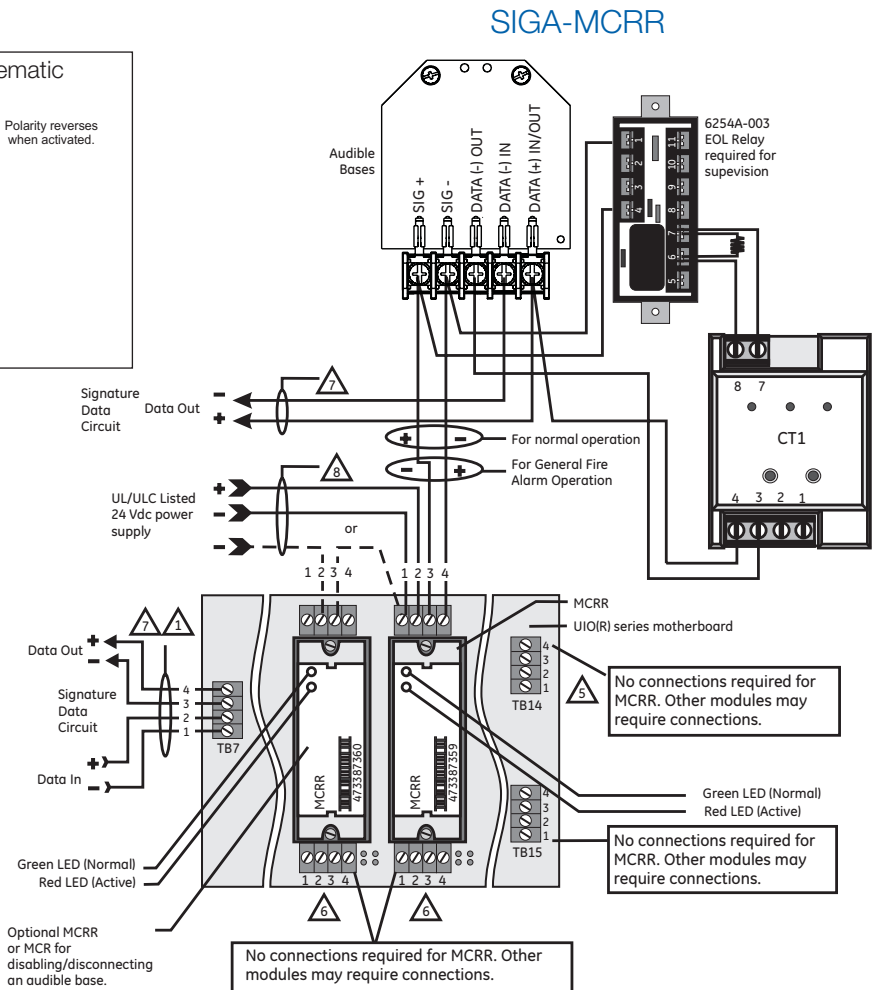 SIGA-MCRR
ematic
Polarity reverses
when activated.
Audible
Bases
SIG +
SIG -
DATA (-) OUT
DATA (-) IN
DATA (+) IN/OUT
1
2
3
4
11
10
9
8
7
6
5
6254A-003
EOL Relay
required for
supevision
8 7
CT1
4 3 2 1
Signature
Data
Circuit
Data Out
-
+
7
+ -
For normal operation
- +
For General Fire
Alarm Operation
8
UL/ULC Listed
24 Vdc power
supply
+
-
or
-
1 2 3 4
1 2 3 4
MCRR
UIO(R) series motherboard
7
1
Data Out
+
-
Signature
Data
Circuit
+
Data In
-
4
3
2
1
TB7
MCRR
473387360
MCRR
473387359
4
3
2
1
TB14
5
No connections required for
MCRR. Other modules may
require connections.
Green LED (Normal)
Red LED (Active)
4
3
2
1
TB15
No connections required for
MCRR. Other modules may
require connections.
Green LED (Normal)
Red LED (Active)
1 2 3 4
1 2 3 4
6
6
Optional MCRR
or MCR for
disabling/disconnecting
an audible base.
No connections required for MCRR. Other
modules may require connections.